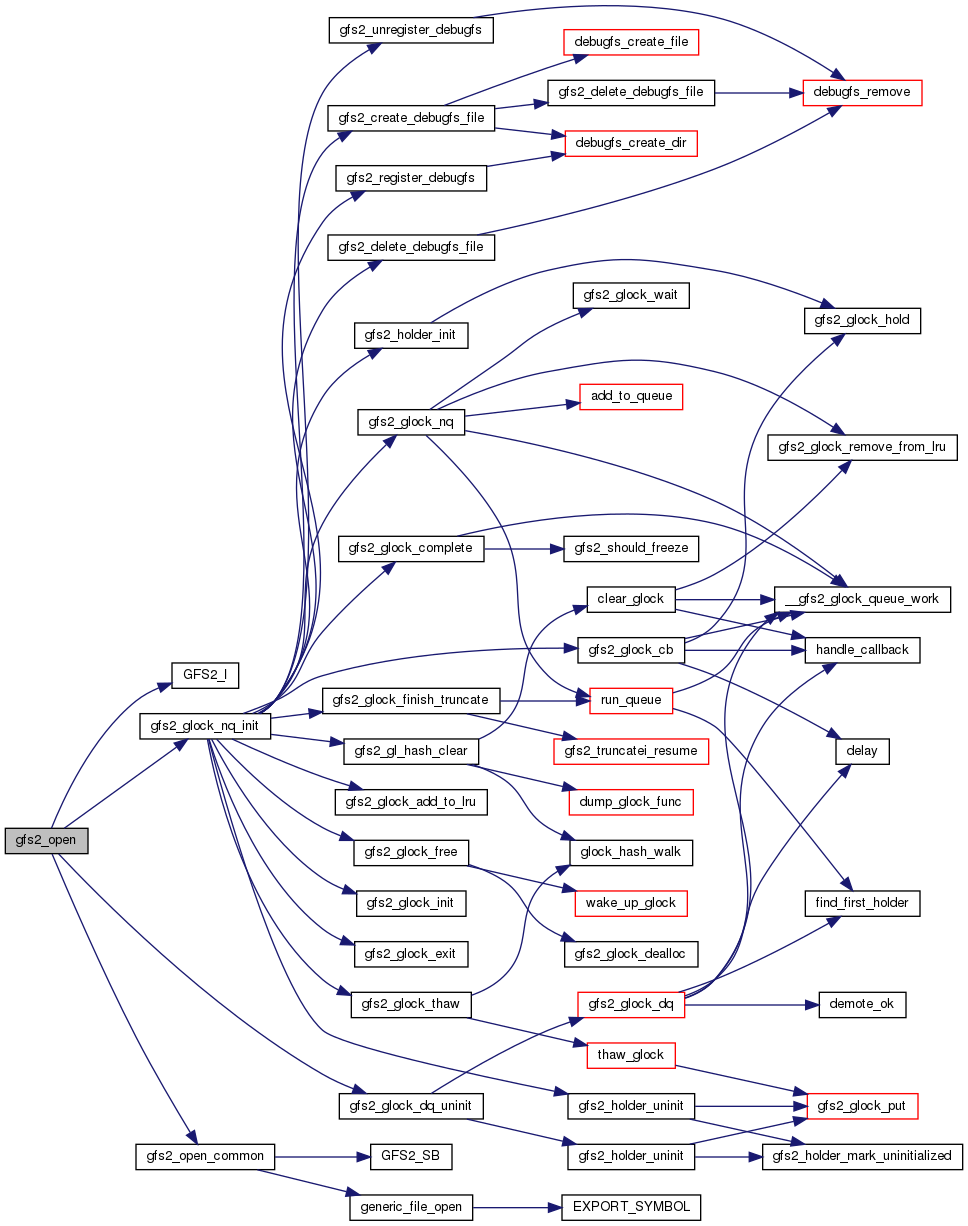 gfs2_unregister_debugfs
debugfs_create_file
gfs2_delete_debugfs_file
debugfs_remove
gfs2_create_debugfs_file
debugfs_create_dir
gfs2_register_debugfs
gfs2_delete_debugfs_file
gfs2_glock_wait
gfs2_glock_hold
gfs2_holder_init
add_to_queue
gfs2_glock_nq
gfs2_glock_remove_from_lru
gfs2_glock_complete
gfs2_should_freeze
clear_glock
__gfs2_glock_queue_work
gfs2_glock_cb
handle_callback
GFS2_I
gfs2_glock_finish_truncate
run_queue
gfs2_glock_nq_init
gfs2_gl_hash_clear
gfs2_truncatei_resume
delay
gfs2_glock_add_to_lru
dump_glock_func
gfs2_open
gfs2_glock_free
glock_hash_walk
gfs2_glock_init
wake_up_glock
find_first_holder
gfs2_glock_exit
gfs2_glock_dealloc
gfs2_glock_thaw
gfs2_glock_dq
demote_ok
thaw_glock
gfs2_glock_dq_uninit
gfs2_holder_uninit
gfs2_glock_put
gfs2_open_common
GFS2_SB
gfs2_holder_uninit
gfs2_holder_mark_uninitialized
generic_file_open
EXPORT_SYMBOL